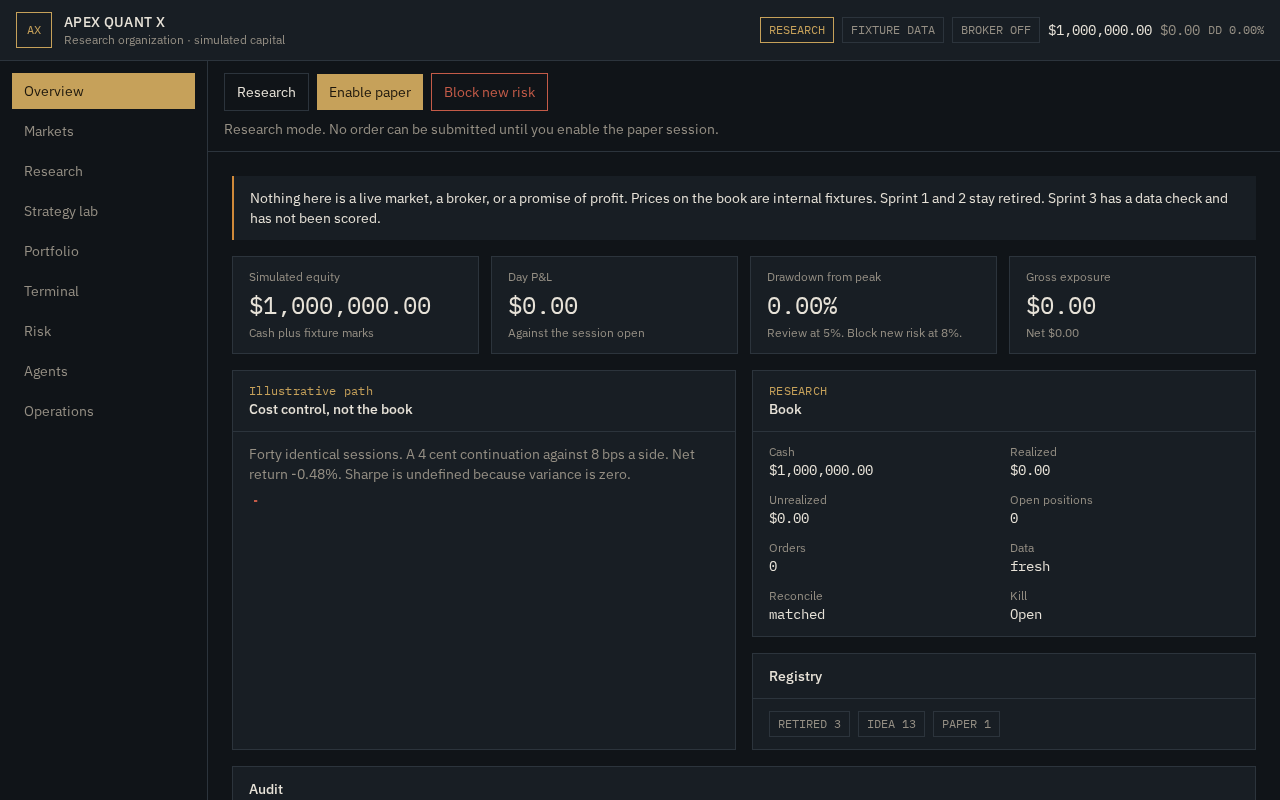 AX
APEX QUANT X
Research organization · simulated capital
RESEARCH
FIXTURE DATA
BROKER OFF
$1,000,000.00
$0.00
DD 0.00%
Overview
Markets
Research
Strategy lab
Portfolio
Terminal
Risk
Agents
Operations
Research
Enable paper
Block new risk
Research mode. No order can be submitted until you enable the paper session.
Nothing here is a live market, a broker, or a promise of profit. Prices on the book are internal fixtures. Sprint 1 and 2 stay retired. Sprint 3 has a data check and
has not been scored.
Simulated equity
$1,000,000.00
Cash plus fixture marks
Day P&L
$0.00
Against the session open
Drawdown from peak
0.00%
Review at 5%. Block new risk at 8%.
Gross exposure
$0.00
Net $0.00
Illustrative path
Cost control, not the book
Forty identical sessions. A 4 cent continuation against 8 bps a side. Net
return -0.48%. Sharpe is undefined because variance is zero.
RESEARCH
Book
Cash
$1,000,000.00
Realized
$0.00
Unrealized
$0.00
Open positions
0
Orders
0
Data
fresh
Reconcile
matched
Kill
Open
Registry
RETIRED 3
IDEA 13
PAPER 1
Audit